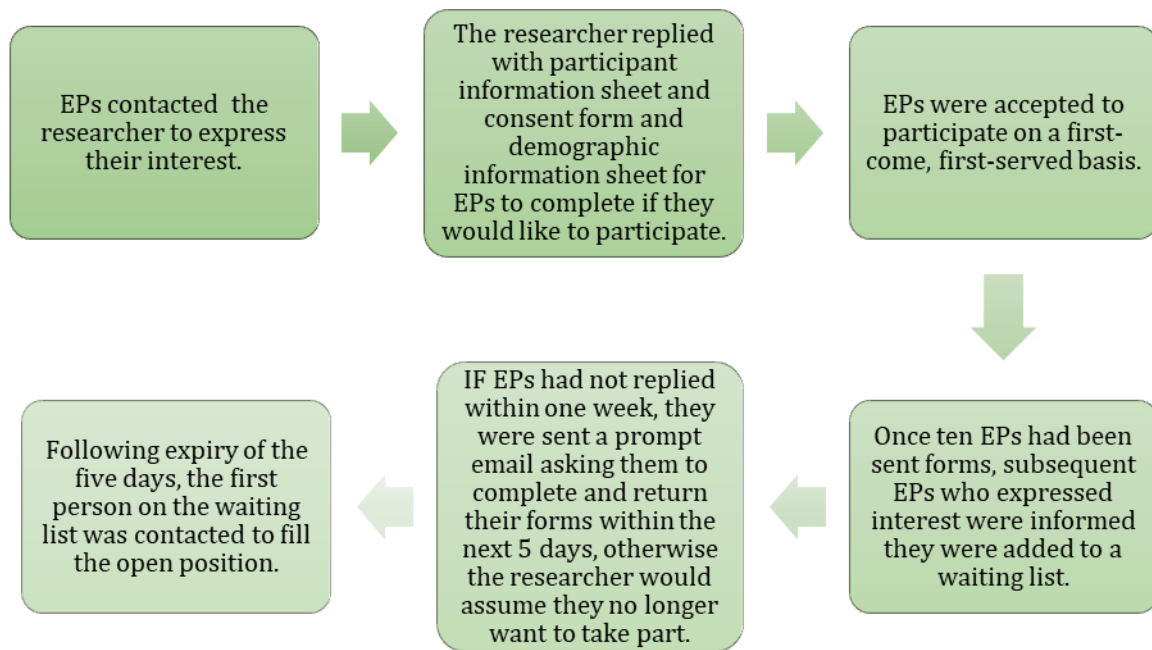 EPs contacted the
researcher to express
their interest.
The researcher replied
with participant
information sheet and
consent form and
demographic
information sheet for
EPs to complete if they
would like to participate.
EPs were accepted to
participate on a first-
come, first-served basis.
Once ten EPs had been
sent forms, subsequent
EPs who expressed
interest were informed
they were added to a
waiting list.
IF EPs had not replied
within one week, they
were sent a prompt
email asking them to
complete and return
their forms within the
next 5 days, otherwise
the researcher would
assume they no longer
want to take part.
Following expiry of the
five days, the first
person on the waiting
list was contacted to fill
the open position.